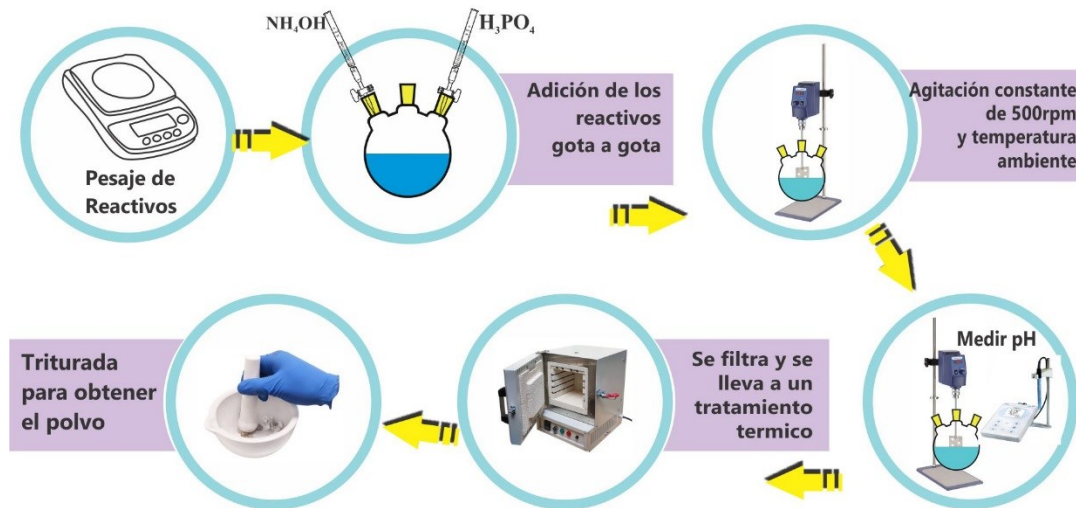 Pesaje de
Reactivos
NH₄OH
H₃PO₄
Adición de los
reactivos
gota a gota
Agitación constante
de 500rpm
y temperatura
ambiente
Medir pH
Se filtra y se
lleva a un
tratamiento
termico
Triturada
para obtener
el polvo